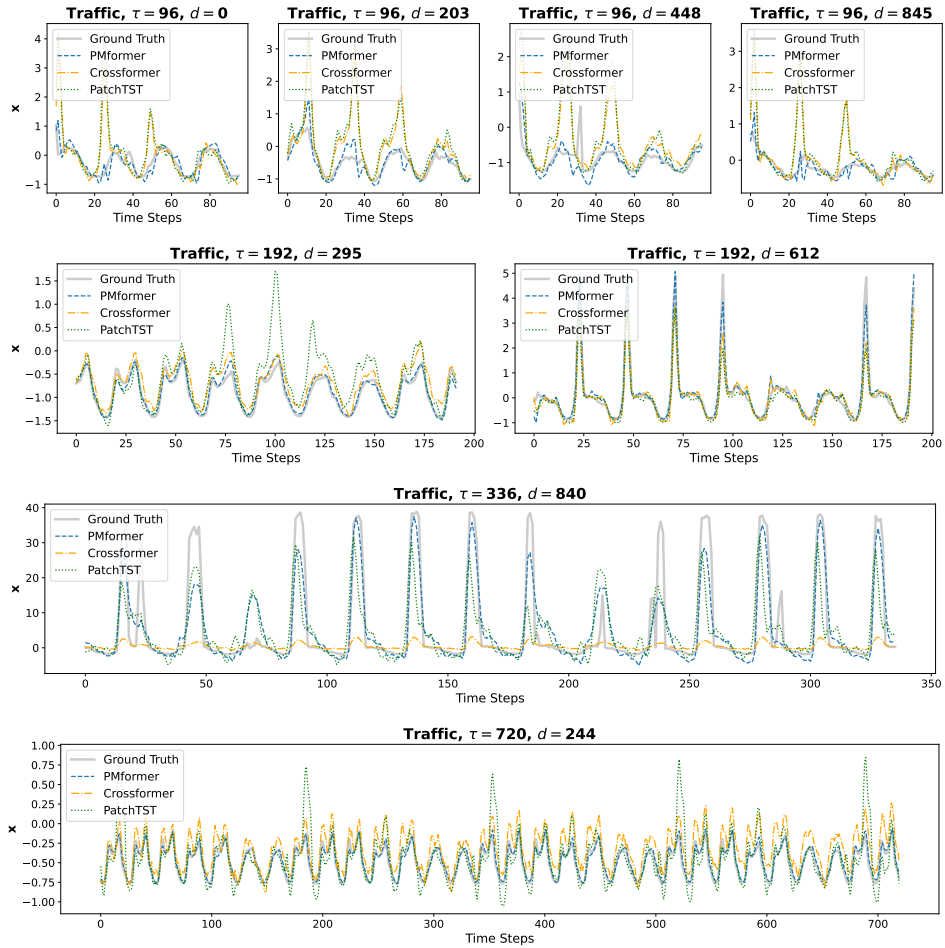 Traffic, τ = 96, d = 0
Traffic, τ = 96, d = 203
Traffic, τ = 96, d = 448
Traffic, τ = 96, d = 845
Ground Truth
PMformer
Crossformer
PatchTST
Ground Truth
PMformer
Crossformer
PatchTST
Ground Truth
PMformer
Crossformer
PatchTST
Ground Truth
PMformer
Crossformer
PatchTST
x
4
3
2
1
0
−1
3
2
1
0
−1
2
1
0
−1
3
2
1
0
0 20 40 60 80
0 20 40 60 80
0 20 40 60 80
0 20 40 60 80
Time Steps
Time Steps
Time Steps
Time Steps
Traffic, τ = 192, d = 295
Traffic, τ = 192, d = 612
Ground Truth
PMformer
Crossformer
PatchTST
Ground Truth
PMformer
Crossformer
PatchTST
x
1.5
1.0
0.5
0.0
−0.5
−1.0
−1.5
5
4
3
2
1
0
−1
0 25 50 75 100 125 150 175 200
0 25 50 75 100 125 150 175 200
Time Steps
Time Steps
Traffic, τ = 336, d = 840
Ground Truth
PMformer
Crossformer
PatchTST
x
40
30
20
10
0
0 50 100 150 200 250 300 350
Time Steps
Traffic, τ = 720, d = 244
Ground Truth
PMformer
Crossformer
PatchTST
x
1.00
0.75
0.50
0.25
0.00
−0.25
−0.50
−0.75
−1.00
0 100 200 300 400 500 600 700
Time Steps